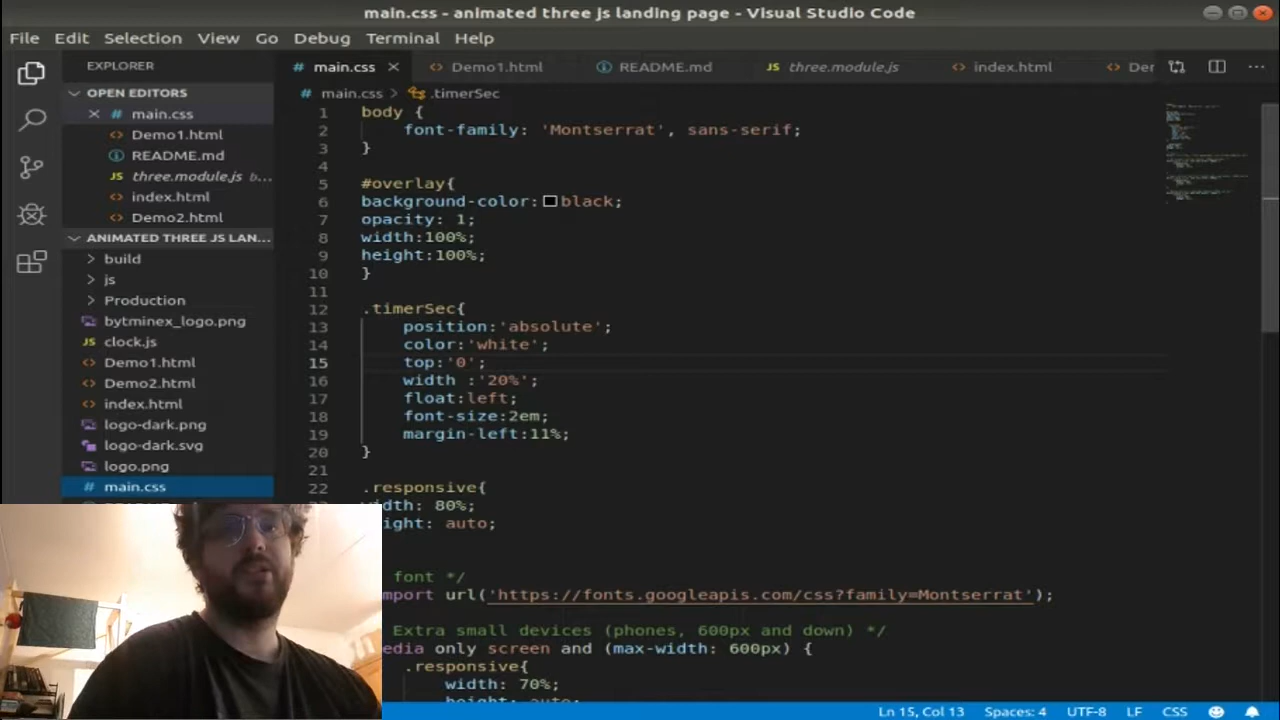 main.css - animated three js landing page - Visual Studio Code
File Edit Selection View Go Debug Terminal Help
EXPLORER
main.css Demo1.html README.md three.module.js index.html Der
OPEN EDITORS
main.css
Demo1.html
README.md
three.module.js ...
index.html
Demo2.html
ANIMATED THREE JS LAN...
build
js
Production
bytminex_logo.png
clock.js
Demo1.html
Demo2.html
index.html
logo-dark.png
logo-dark.svg
logo.png
main.css
main.css > .timerSec
1 body {
2 font-family: 'Montserrat', sans-serif;
3 }
4
5 #overlay{
6 background-color: black;
7 opacity: 1;
8 width:100%;
9 height:100%;
10 }
11
12 .timerSec{
13 position:'absolute';
14 color:'white';
15 top:'0';
16 width :'20%';
17 float:left;
18 font-size:2em;
19 margin-left:11%;
20 }
21
22 .responsive{
idth: 80%;
ight: auto;
font */
mport url('https://fonts.googleapis.com/css?family=Montserrat');
Extra small devices (phones, 600px and down) */
edia only screen and (max-width: 600px) {
.responsive{
width: 70%;
height: auto;
Ln 15, Col 13 Spaces: 4 UTF-8 LF CSS